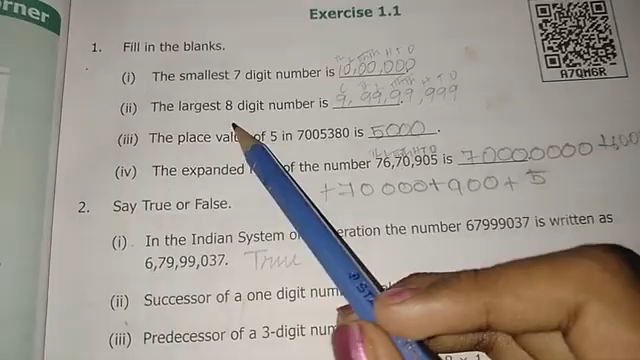 rner
Exercise 1.1
A7QM6R
1. Fill in the blanks.
(i) The smallest 7 digit number is 10,00,000
(ii) The largest 8 digit number is 9,99,99,999
(iii) The place value of 5 in 7005380 is 5000.
(iv) The expanded of the number 76,70,905 is
+70000+900+5
2. Say True or False.
(i) In the Indian System of eration the number 67999037 is written as
6,79,99,037. True
(ii) Successor of a one digit num
(iii) Predecessor of a 3-digit num